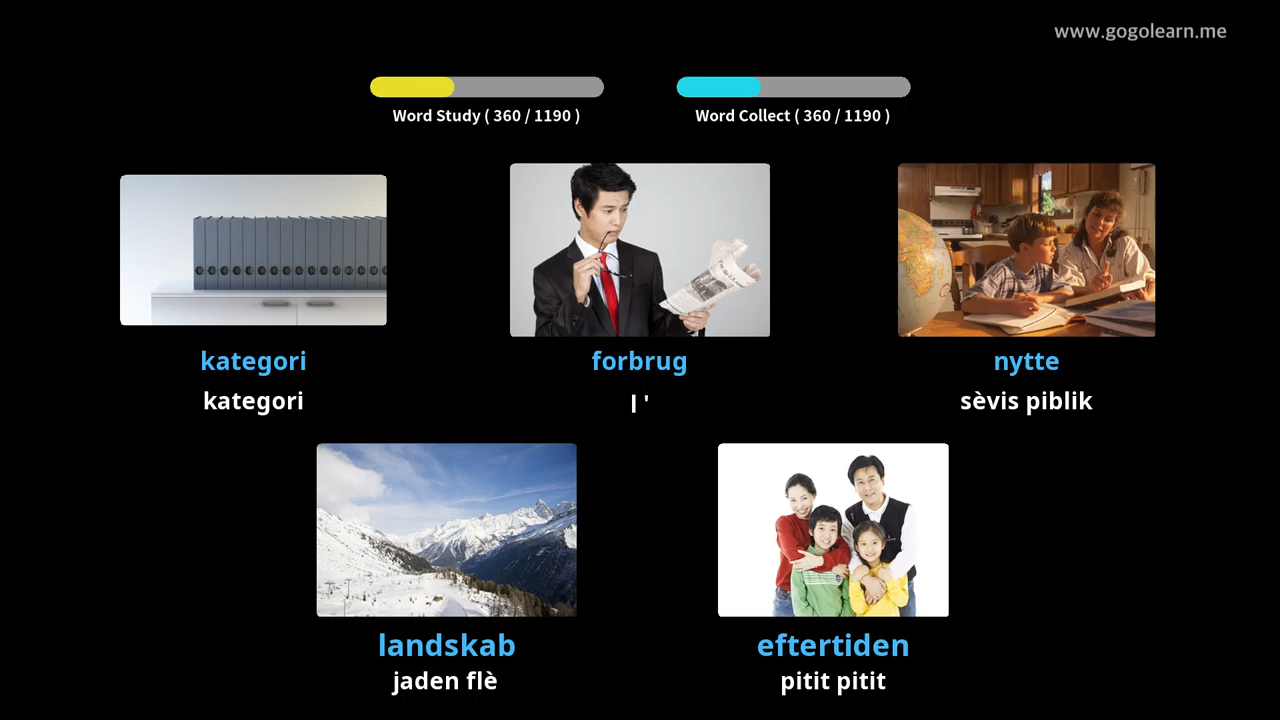 www.gogolearn.me
Word Study ( 360 / 1190 )
Word Collect ( 360 / 1190 )
kategori
forbrug
nytte
kategori
l '
sèvis piblik
landskab
eftertiden
jaden flè
pitit pitit